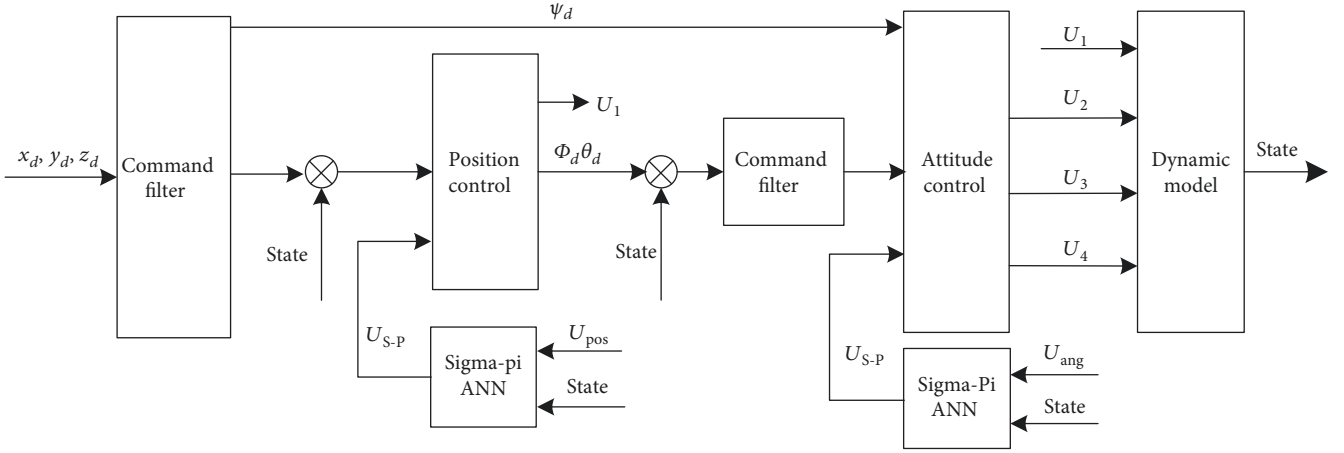 ψ_d
x_d, y_d, z_d
Command
filter
State
Position
control
U_1
Φ_dθ_d
U_S-P
Sigma-pi
ANN
U_pos
State
State
Command
filter
Attitude
control
U_S-P
Sigma-Pi
ANN
U_ang
State
U_1
U_2
U_3
U_4
Dynamic
model
State